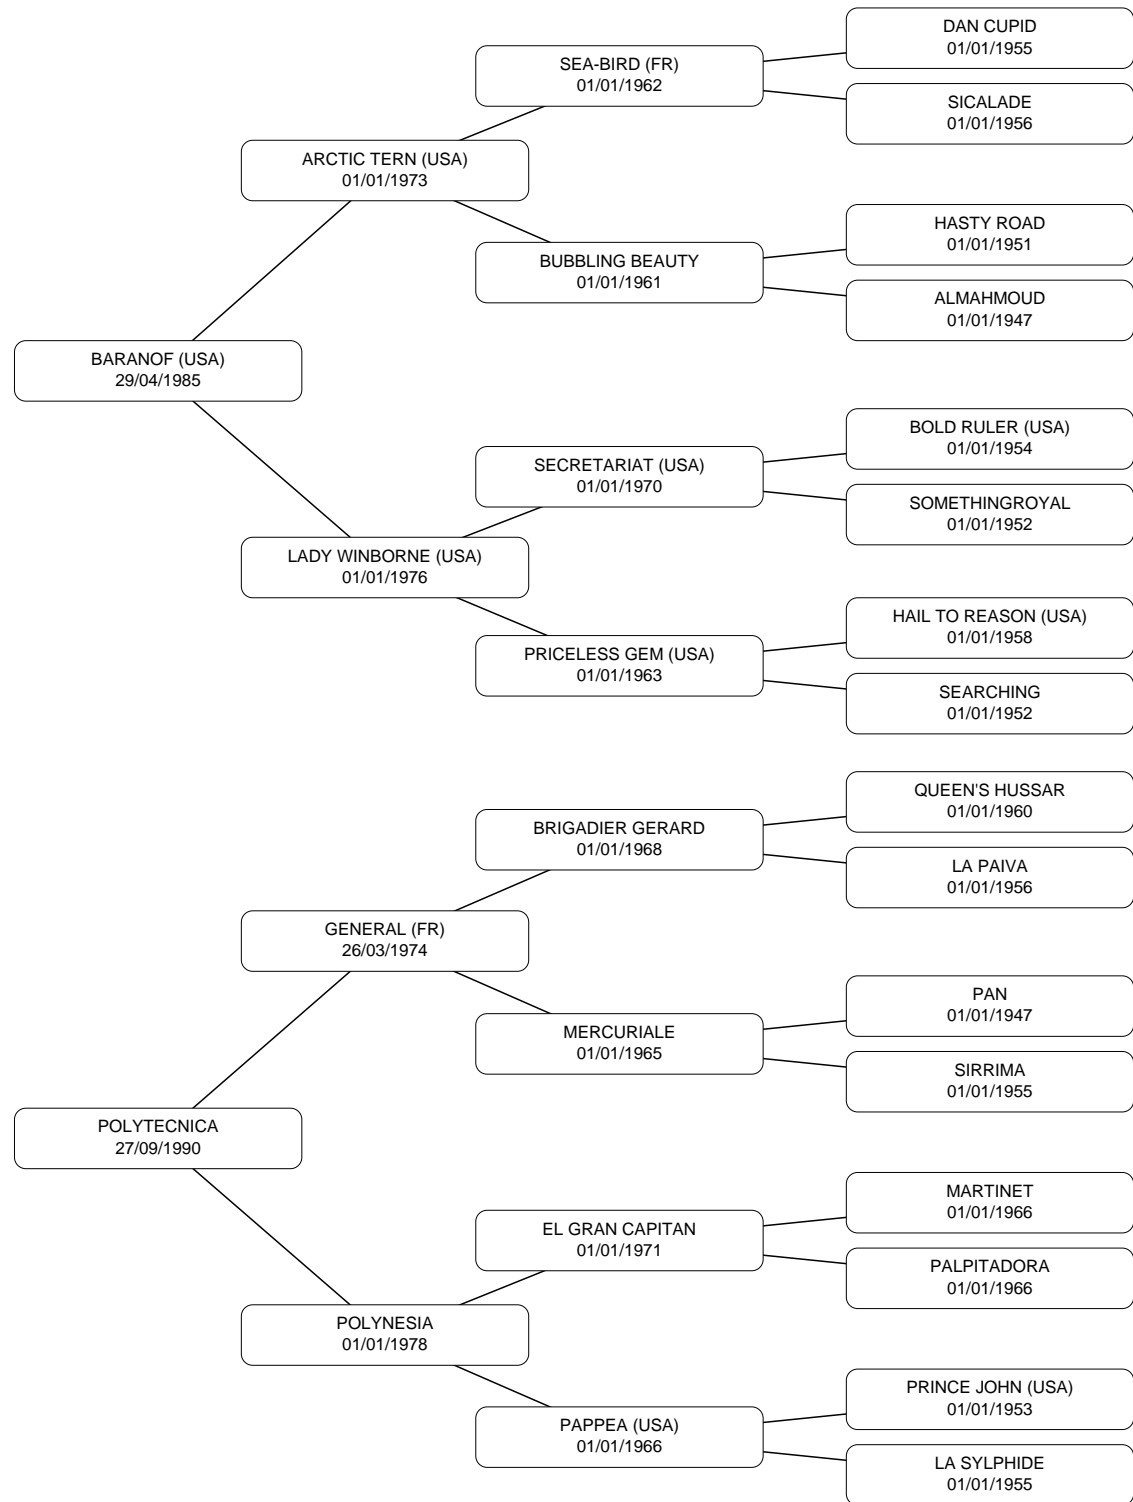 DAN CUPID
01/01/1955
SEA-BIRD (FR)
01/01/1962
SICALADE
01/01/1956
ARCTIC TERN (USA)
01/01/1973
HASTY ROAD
01/01/1951
BUBBLING BEAUTY
01/01/1961
ALMAHMOUD
01/01/1947
BARANOF (USA)
29/04/1985
BOLD RULER (USA)
01/01/1954
SECRETARIAT (USA)
01/01/1970
SOMETHINGROYAL
01/01/1952
LADY WINBORNE (USA)
01/01/1976
HAIL TO REASON (USA)
01/01/1958
PRICELESS GEM (USA)
01/01/1963
SEARCHING
01/01/1952
QUEEN'S HUSSAR
01/01/1960
BRIGADIER GERARD
01/01/1968
LA PAIVA
01/01/1956
GENERAL (FR)
26/03/1974
PAN
01/01/1947
MERCURIALE
01/01/1965
SIRRIMA
01/01/1955
POLYTECNICA
27/09/1990
MARTINET
01/01/1966
EL GRAN CAPITAN
01/01/1971
PALPITADORA
01/01/1966
POLYNESIA
01/01/1978
PRINCE JOHN (USA)
01/01/1953
PAPPEA (USA)
01/01/1966
LA SYLPHIDE
01/01/1955